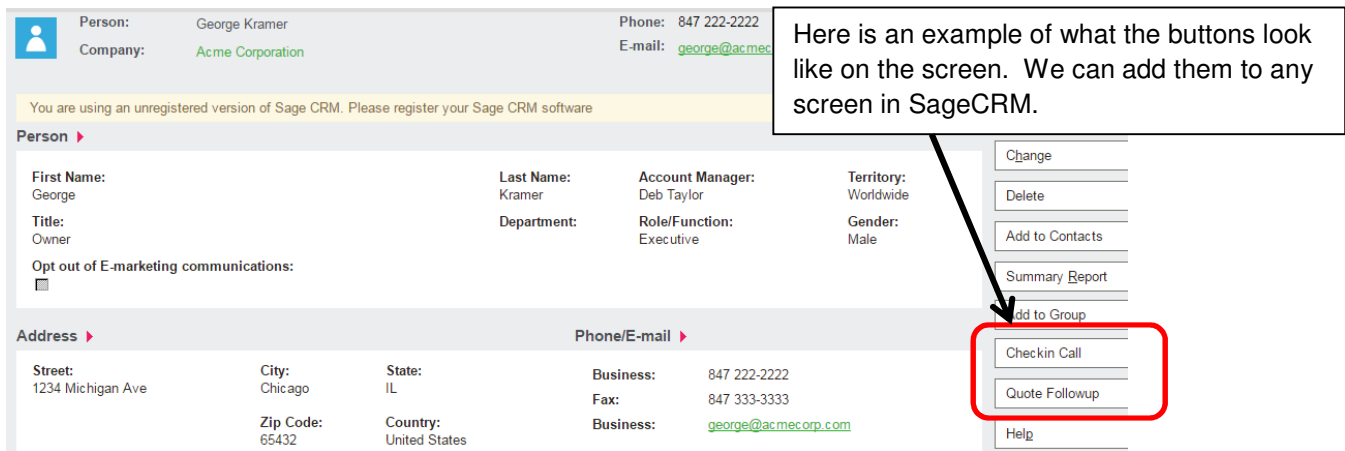 Person: George Kramer Phone: 847 222-2222
Company: Acme Corporation E-mail: george@acmec
Here is an example of what the buttons look
like on the screen.  We can add them to any
screen in SageCRM.
You are using an unregistered version of Sage CRM. Please register your Sage CRM software
Person
First Name: Last Name: Account Manager: Territory:
George Kramer Deb Taylor Worldwide
Title: Department: Role/Function: Gender:
Owner Executive Male
Opt out of E-marketing communications:
Address Phone/E-mail
Street: City: State: Business: 847 222-2222
1234 Michigan Ave Chicago IL
Fax: 847 333-3333
Zip Code: Country: Business: george@acmecorp.com
65432 United States
Change
Delete
Add to Contacts
Summary Report
Add to Group
Checkin Call
Quote Followup
Help